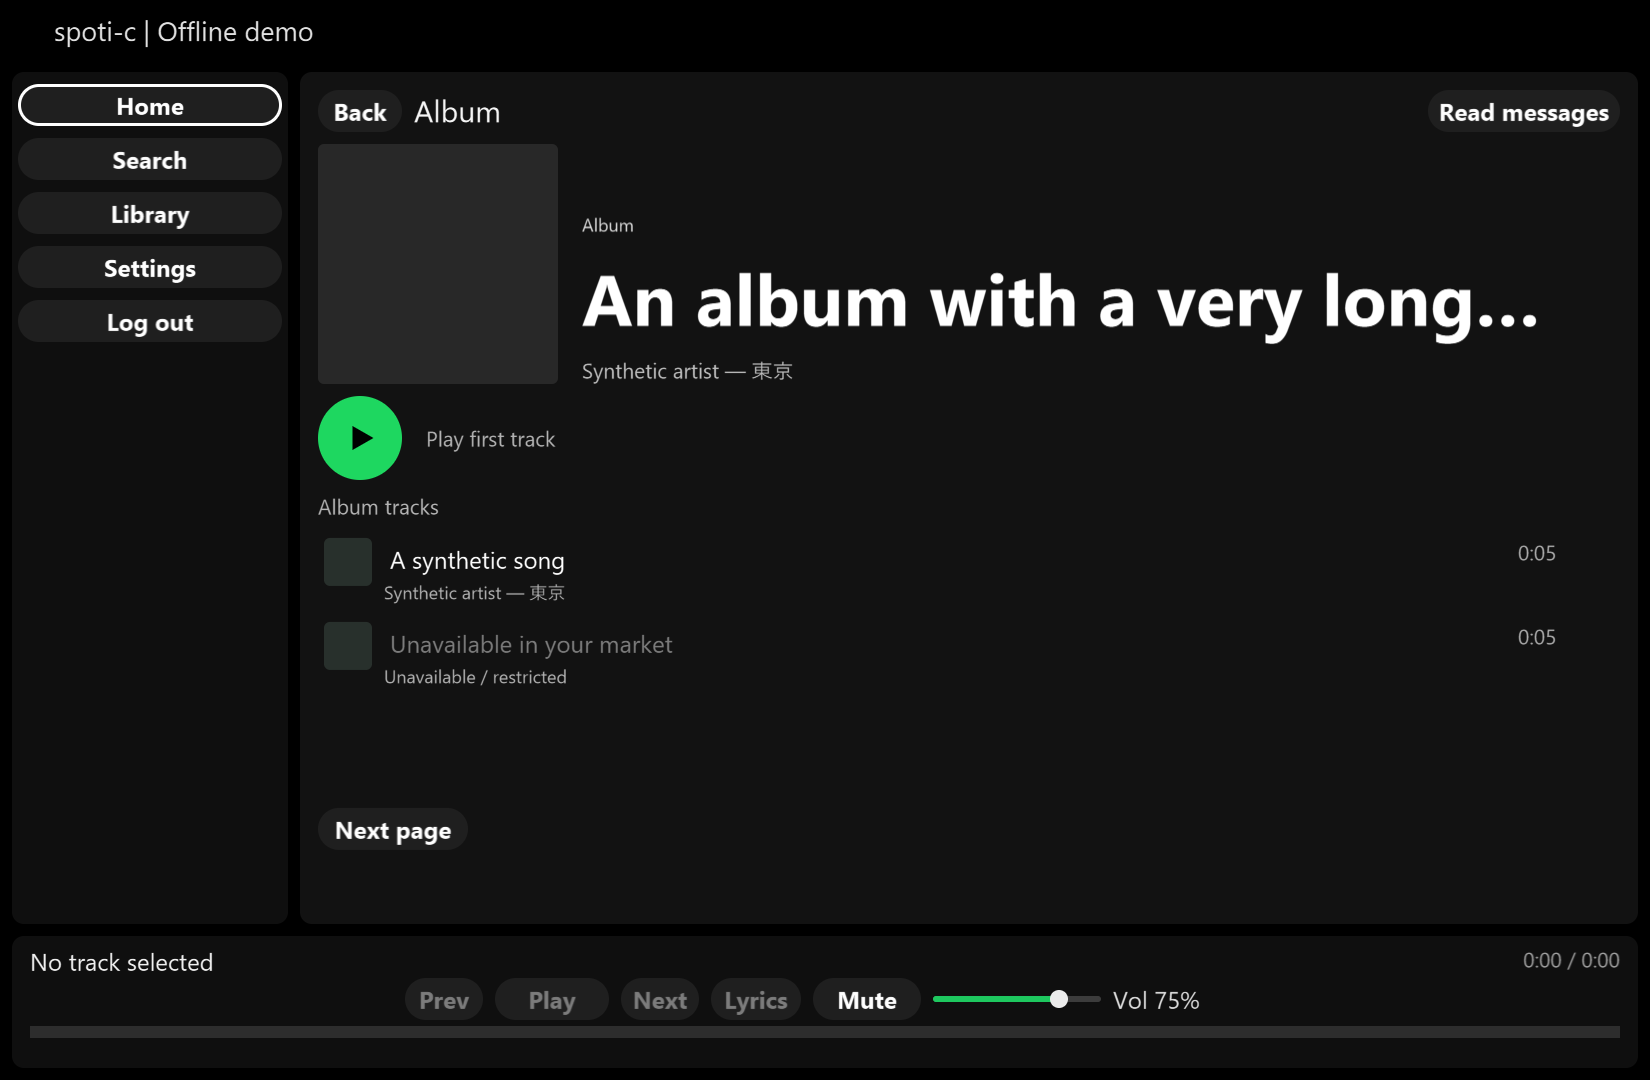 spoti-c | Offline demo
Home
Search
Library
Settings
Log out
Back
Album
Read messages
Album
An album with a very long...
Synthetic artist — 東京
Play first track
Album tracks
A synthetic song
0:05
Synthetic artist — 東京
Unavailable in your market
0:05
Unavailable / restricted
Next page
No track selected
0:00 / 0:00
Prev
Play
Next
Lyrics
Mute
Vol 75%